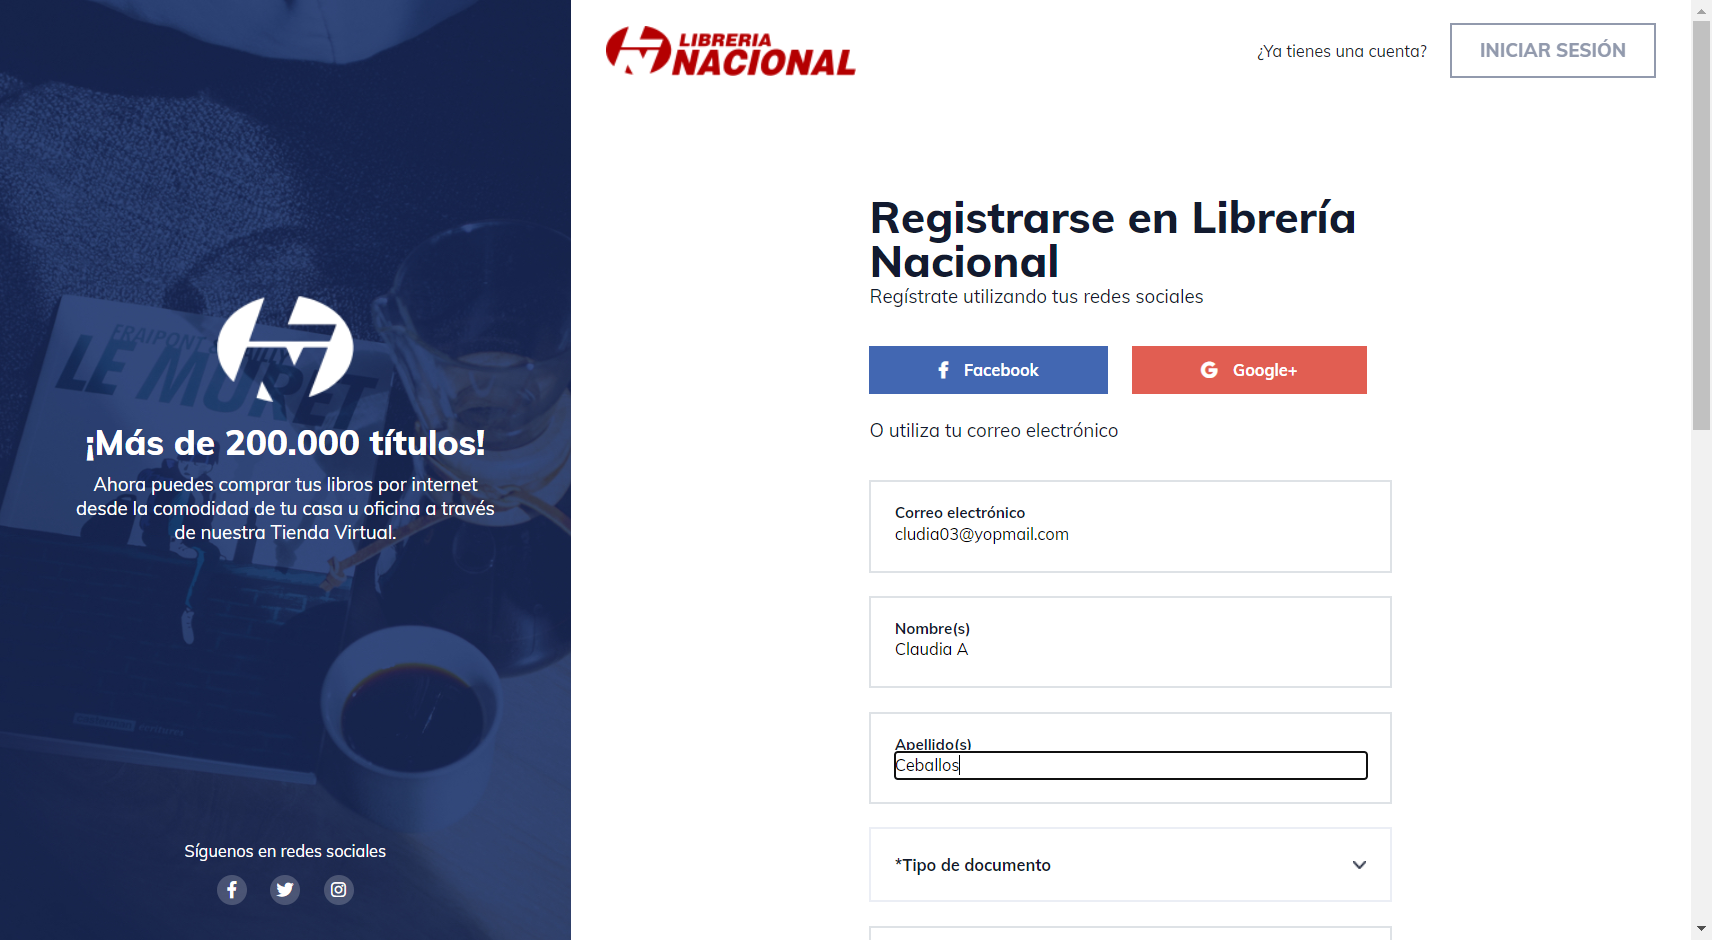 FRAIPONT
LE MURET
¡Más de 200.000 títulos!
Ahora puedes comprar tus libros por internet
desde la comodidad de tu casa u oficina a través
de nuestra Tienda Virtual.
Síguenos en redes sociales
LIBRERIA
NACIONAL
¿Ya tienes una cuenta?
INICIAR SESIÓN
Registrarse en Librería
Nacional
Regístrate utilizando tus redes sociales
Facebook
Google+
O utiliza tu correo electrónico
Correo electrónico
cludia03@yopmail.com
Nombre(s)
Claudia A
Apellido(s)
Ceballos
*Tipo de documento